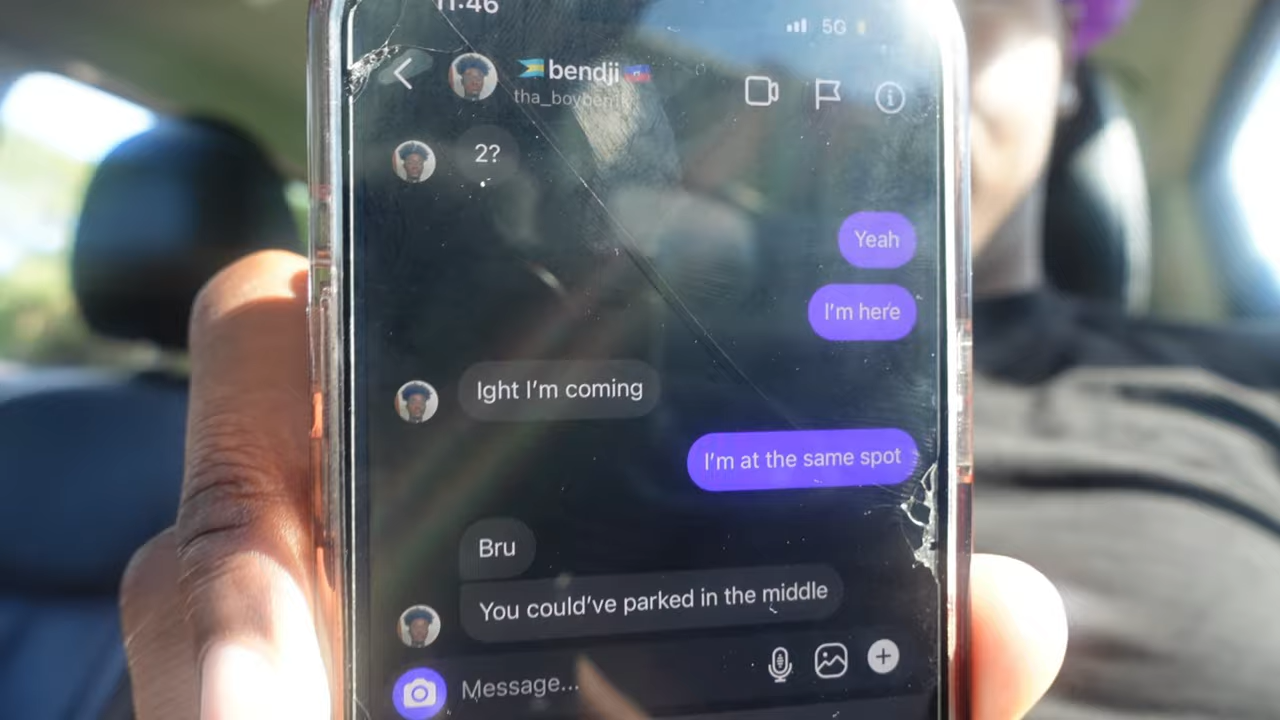 11:46
5G
bendji
2?
Yeah
I'm here
Ight I'm coming
I'm at the same spot
Bru
You could've parked in the middle
Message...